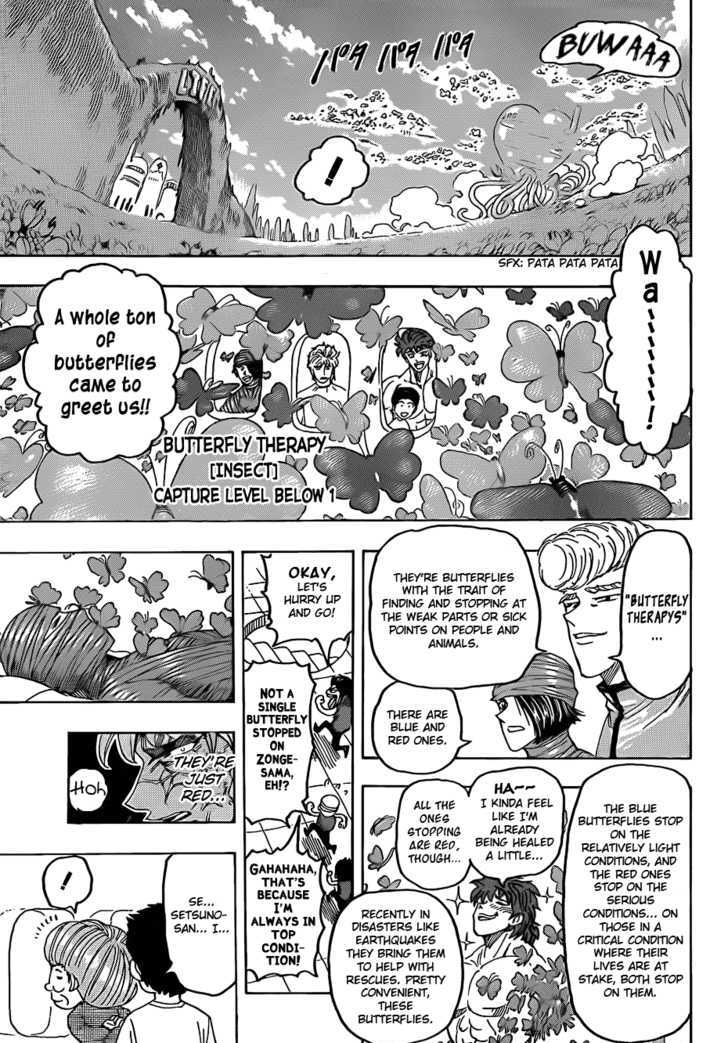 BUWAAA
パタ パタ パタ
!
SFX: PATA PATA PATA
Wa~~~~~~!
A whole ton
of
butterflies
came to
greet us!!
BUTTERFLY THERAPY
[INSECT]
CAPTURE LEVEL BELOW 1
"BUTTERFLY
THERAPYS"
...
THEY'RE BUTTERFLIES
WITH THE TRAIT OF
FINDING AND STOPPING AT
THE WEAK PARTS OR SICK
POINTS ON PEOPLE AND
ANIMALS.
THERE ARE
BLUE AND
RED ONES.
THE BLUE
BUTTERFLIES STOP
ON THE
RELATIVELY LIGHT
CONDITIONS, AND
THE RED ONES
STOP ON THE
SERIOUS
CONDITIONS... ON
THOSE IN A
CRITICAL CONDITION
WHERE THEIR
LIVES ARE AT
STAKE, BOTH STOP
ON THEM.
HA~~
I KINDA FEEL
LIKE I'M
ALREADY
BEING HEALED
A LITTLE...
ALL THE
ONES
STOPPING
ARE RED,
THOUGH...
RECENTLY IN
DISASTERS LIKE
EARTHQUAKES
THEY BRING THEM
TO HELP WITH
RESCUES. PRETTY
CONVENIENT,
THESE
BUTTERFLIES.
OKAY,
LET'S
HURRY UP
AND GO!
NOT A
SINGLE
BUTTERFLY
STOPPED
ON
ZONGE-
SAMA,
EH!?
GAHAHAHA,
THAT'S
BECAUSE
I'M
ALWAYS IN
TOP
CONDI-
TION!
THEY'RE
JUST
RED...
Hoh
SE...
SETSUNO-
SAN... I...
!